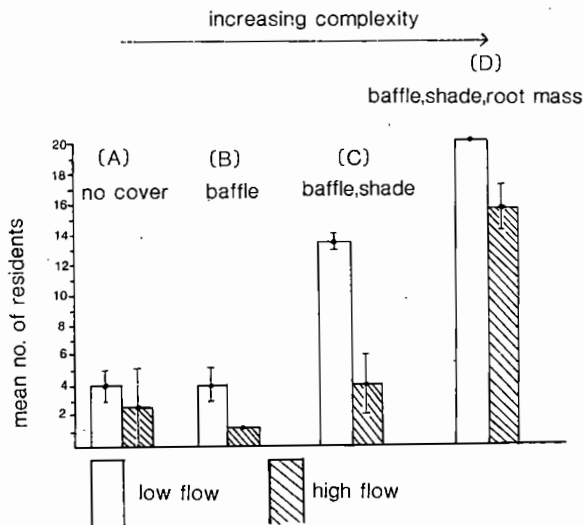 increasing complexity
(D)
baffle,shade,root mass
(A) (B) (C)
no cover baffle baffle,shade
mean no. of residents
20
18
16
14
12
10
8
6
4
2
low flow high flow